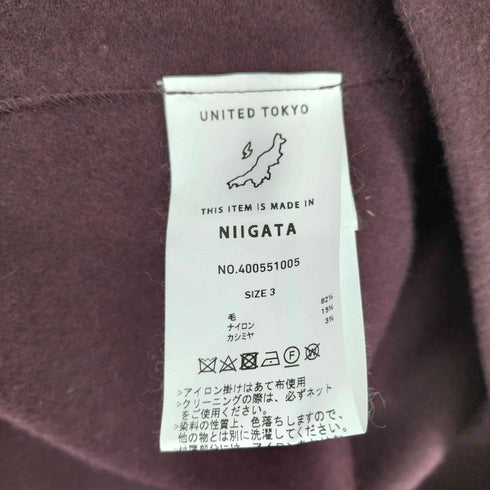 UNITED TOKYO
THIS ITEM IS MADE IN
NIIGATA
NO.400551005
SIZE 3
毛 82%
ナイロン 15%
カシミヤ 3%
>アイロン掛けはあて布使用
>クリーニングの際は、必ずネット
をご使用ください。
>染料の性質上、色落ちしますので、
他の物とは別に洗濯してください。